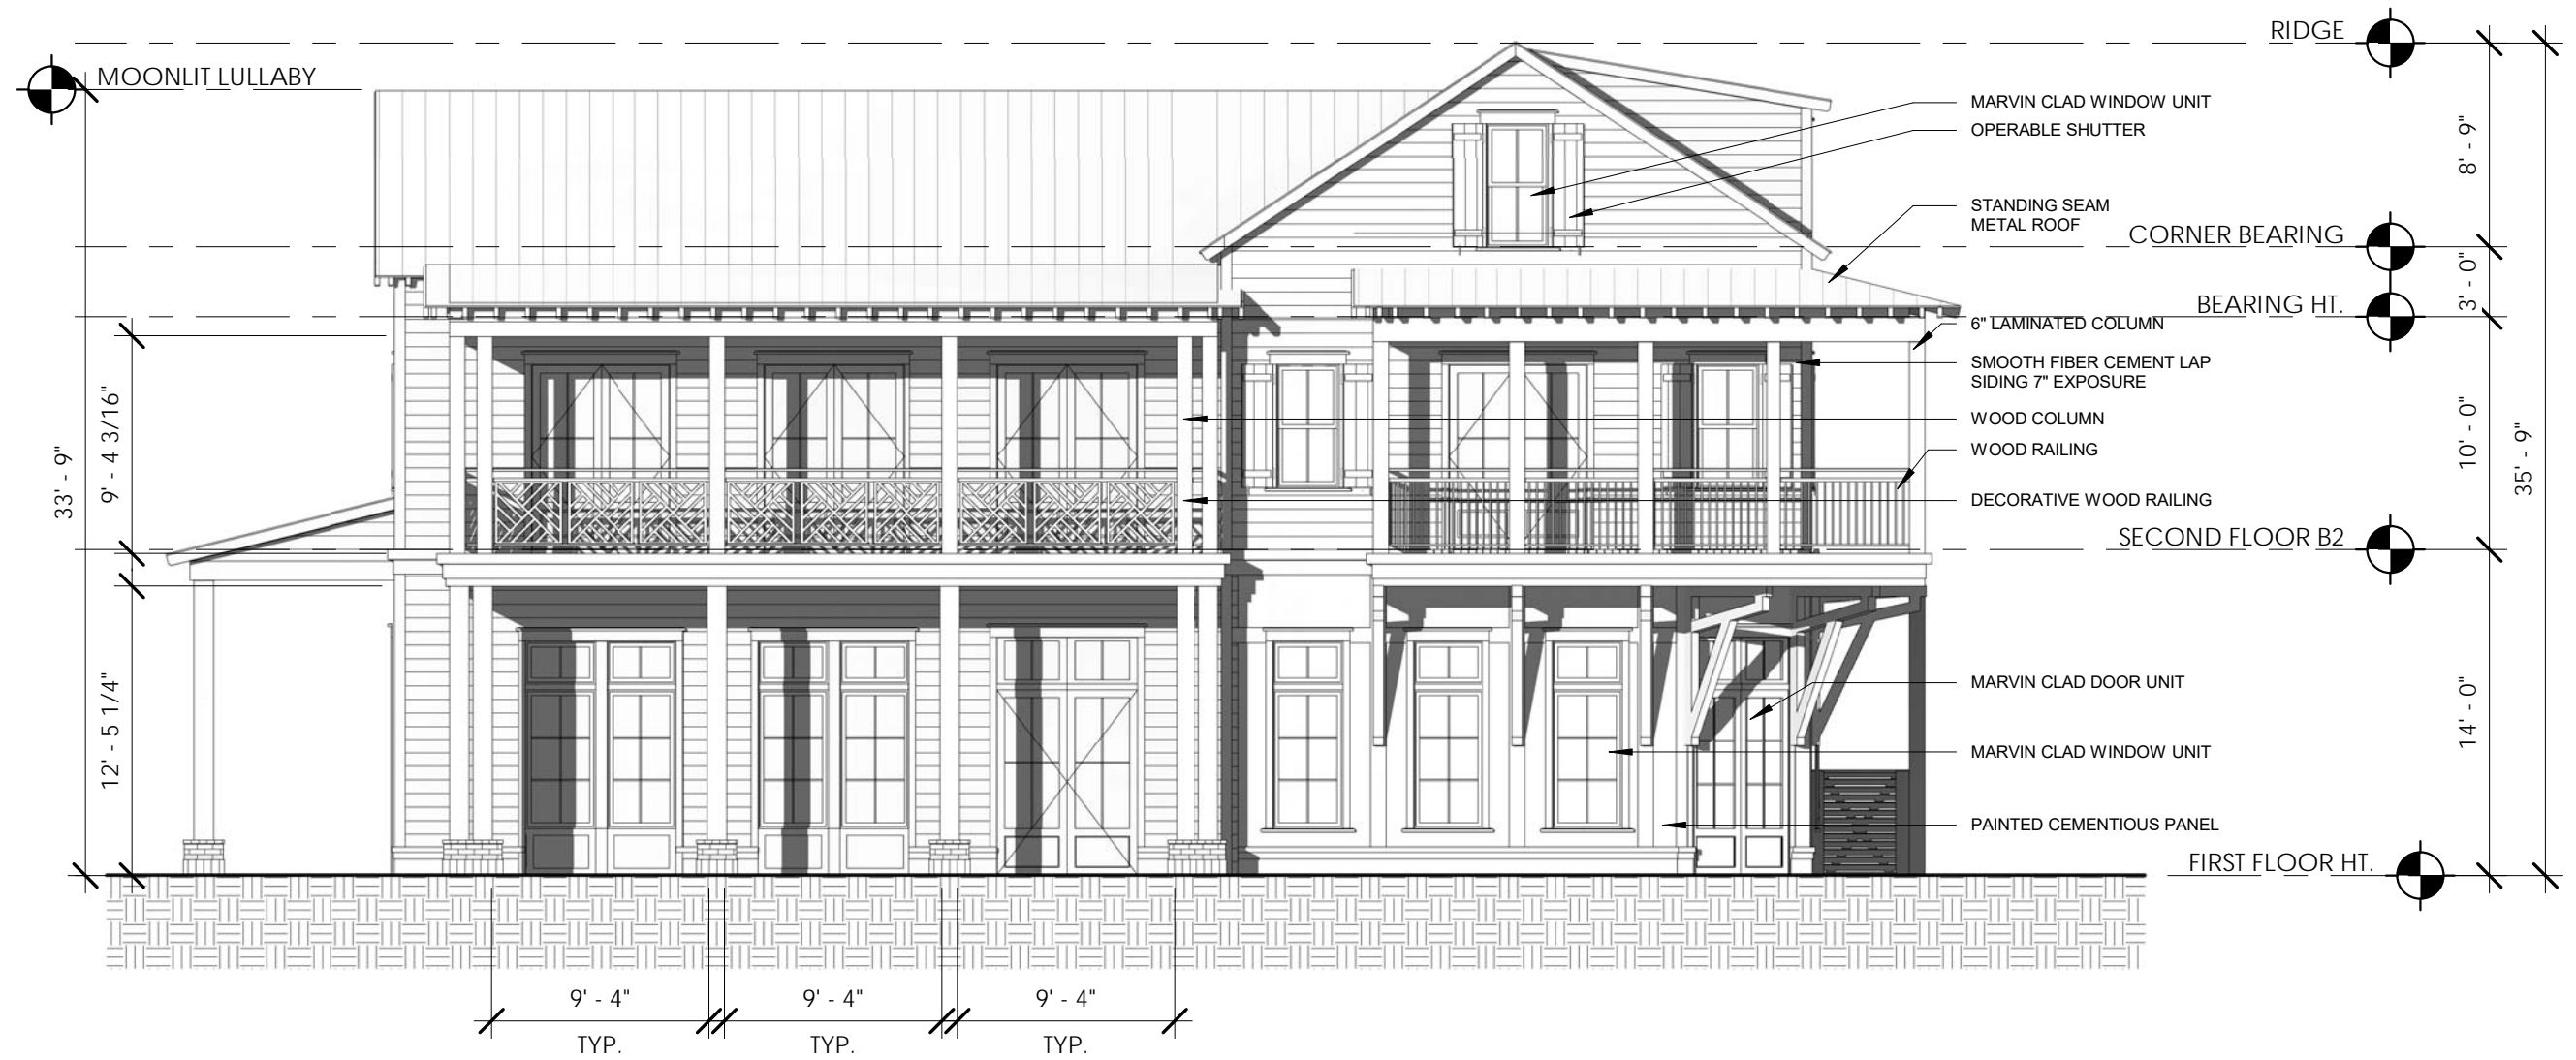 RIDGE
MOONLIT LULLABY
MARVIN CLAD WINDOW UNIT
OPERABLE SHUTTER
8' - 9"
STANDING SEAM
METAL ROOF
CORNER BEARING
3' - 0"
BEARING HT.
6" LAMINATED COLUMN
SMOOTH FIBER CEMENT LAP
SIDING 7" EXPOSURE
WOOD COLUMN
WOOD RAILING
DECORATIVE WOOD RAILING
33' - 9"
9' - 4 3/16"
10' - 0"
35' - 9"
SECOND FLOOR B2
12' - 5 1/4"
14' - 0"
MARVIN CLAD DOOR UNIT
MARVIN CLAD WINDOW UNIT
PAINTED CEMENTIOUS PANEL
FIRST FLOOR HT.
9' - 4"
TYP.
9' - 4"
TYP.
9' - 4"
TYP.